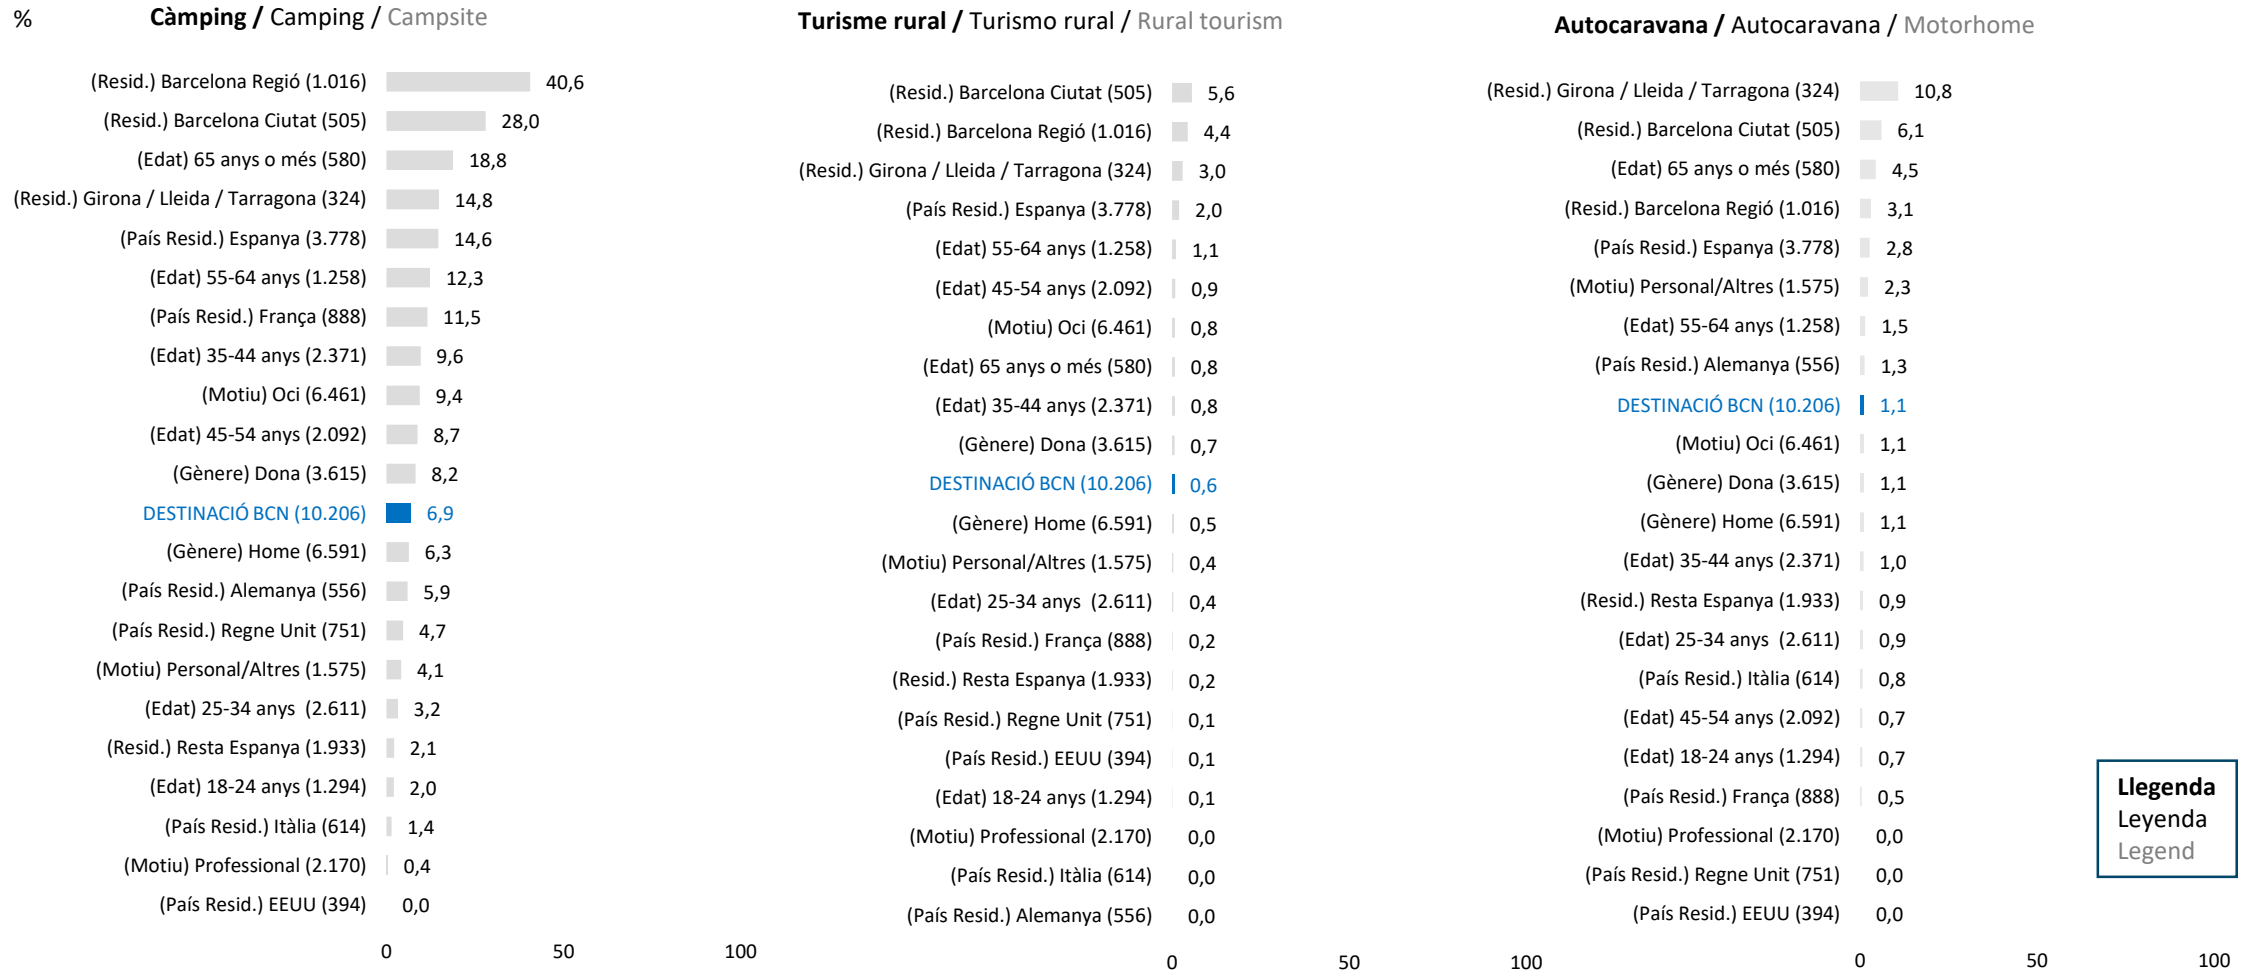 %
Càmping / Camping / Campsite
(Resid.) Barcelona Regió (1.016) 40,6
(Resid.) Barcelona Ciutat (505) 28,0
(Edat) 65 anys o més (580) 18,8
(Resid.) Girona / Lleida / Tarragona (324) 14,8
(País Resid.) Espanya (3.778) 14,6
(Edat) 55-64 anys (1.258) 12,3
(País Resid.) França (888) 11,5
(Edat) 35-44 anys (2.371) 9,6
(Motiu) Oci (6.461) 9,4
(Edat) 45-54 anys (2.092) 8,7
(Gènere) Dona (3.615) 8,2
DESTINACIÓ BCN (10.206) 6,9
(Gènere) Home (6.591) 6,3
(País Resid.) Alemanya (556) 5,9
(País Resid.) Regne Unit (751) 4,7
(Motiu) Personal/Altres (1.575) 4,1
(Edat) 25-34 anys (2.611) 3,2
(Resid.) Resta Espanya (1.933) 2,1
(Edat) 18-24 anys (1.294) 2,0
(País Resid.) Itàlia (614) 1,4
(Motiu) Professional (2.170) 0,4
(País Resid.) EEUU (394) 0,0
0 50 100
Turisme rural / Turismo rural / Rural tourism
(Resid.) Barcelona Ciutat (505) 5,6
(Resid.) Barcelona Regió (1.016) 4,4
(Resid.) Girona / Lleida / Tarragona (324) 3,0
(País Resid.) Espanya (3.778) 2,0
(Edat) 55-64 anys (1.258) 1,1
(Edat) 45-54 anys (2.092) 0,9
(Motiu) Oci (6.461) 0,8
(Edat) 65 anys o més (580) 0,8
(Edat) 35-44 anys (2.371) 0,8
(Gènere) Dona (3.615) 0,7
DESTINACIÓ BCN (10.206) 0,6
(Gènere) Home (6.591) 0,5
(Motiu) Personal/Altres (1.575) 0,4
(Edat) 25-34 anys (2.611) 0,4
(País Resid.) França (888) 0,2
(Resid.) Resta Espanya (1.933) 0,2
(País Resid.) Regne Unit (751) 0,1
(País Resid.) EEUU (394) 0,1
(Edat) 18-24 anys (1.294) 0,1
(Motiu) Professional (2.170) 0,0
(País Resid.) Itàlia (614) 0,0
(País Resid.) Alemanya (556) 0,0
0 50 100
Autocaravana / Autocaravana / Motorhome
(Resid.) Girona / Lleida / Tarragona (324) 10,8
(Resid.) Barcelona Ciutat (505) 6,1
(Edat) 65 anys o més (580) 4,5
(Resid.) Barcelona Regió (1.016) 3,1
(País Resid.) Espanya (3.778) 2,8
(Motiu) Personal/Altres (1.575) 2,3
(Edat) 55-64 anys (1.258) 1,5
(País Resid.) Alemanya (556) 1,3
DESTINACIÓ BCN (10.206) 1,1
(Motiu) Oci (6.461) 1,1
(Gènere) Dona (3.615) 1,1
(Gènere) Home (6.591) 1,1
(Edat) 35-44 anys (2.371) 1,0
(Resid.) Resta Espanya (1.933) 0,9
(Edat) 25-34 anys (2.611) 0,9
(País Resid.) Itàlia (614) 0,8
(Edat) 45-54 anys (2.092) 0,7
(Edat) 18-24 anys (1.294) 0,7
(País Resid.) França (888) 0,5
(Motiu) Professional (2.170) 0,0
(País Resid.) Regne Unit (751) 0,0
(País Resid.) EEUU (394) 0,0
0 50 100
Llegenda
Leyenda
Legend